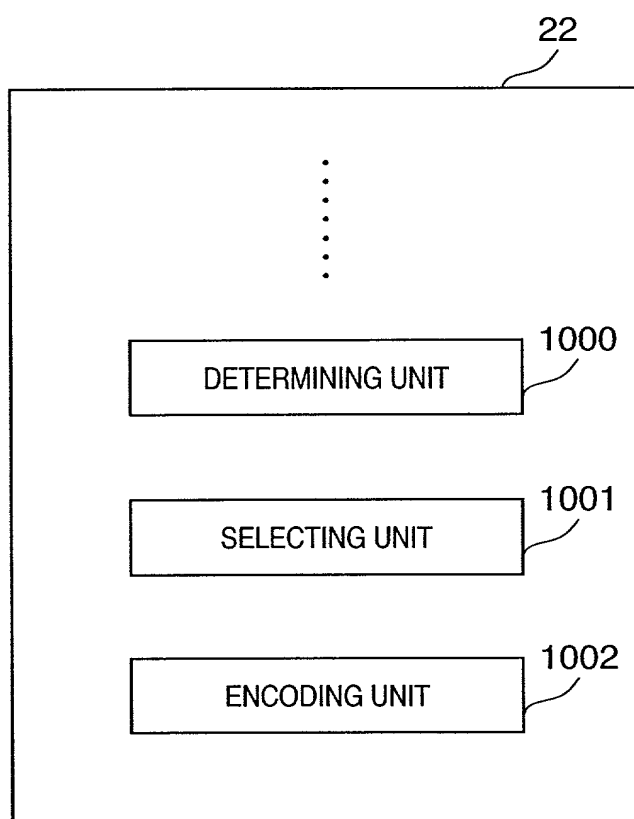 22
1000
DETERMINING UNIT
1001
SELECTING UNIT
1002
ENCODING UNIT